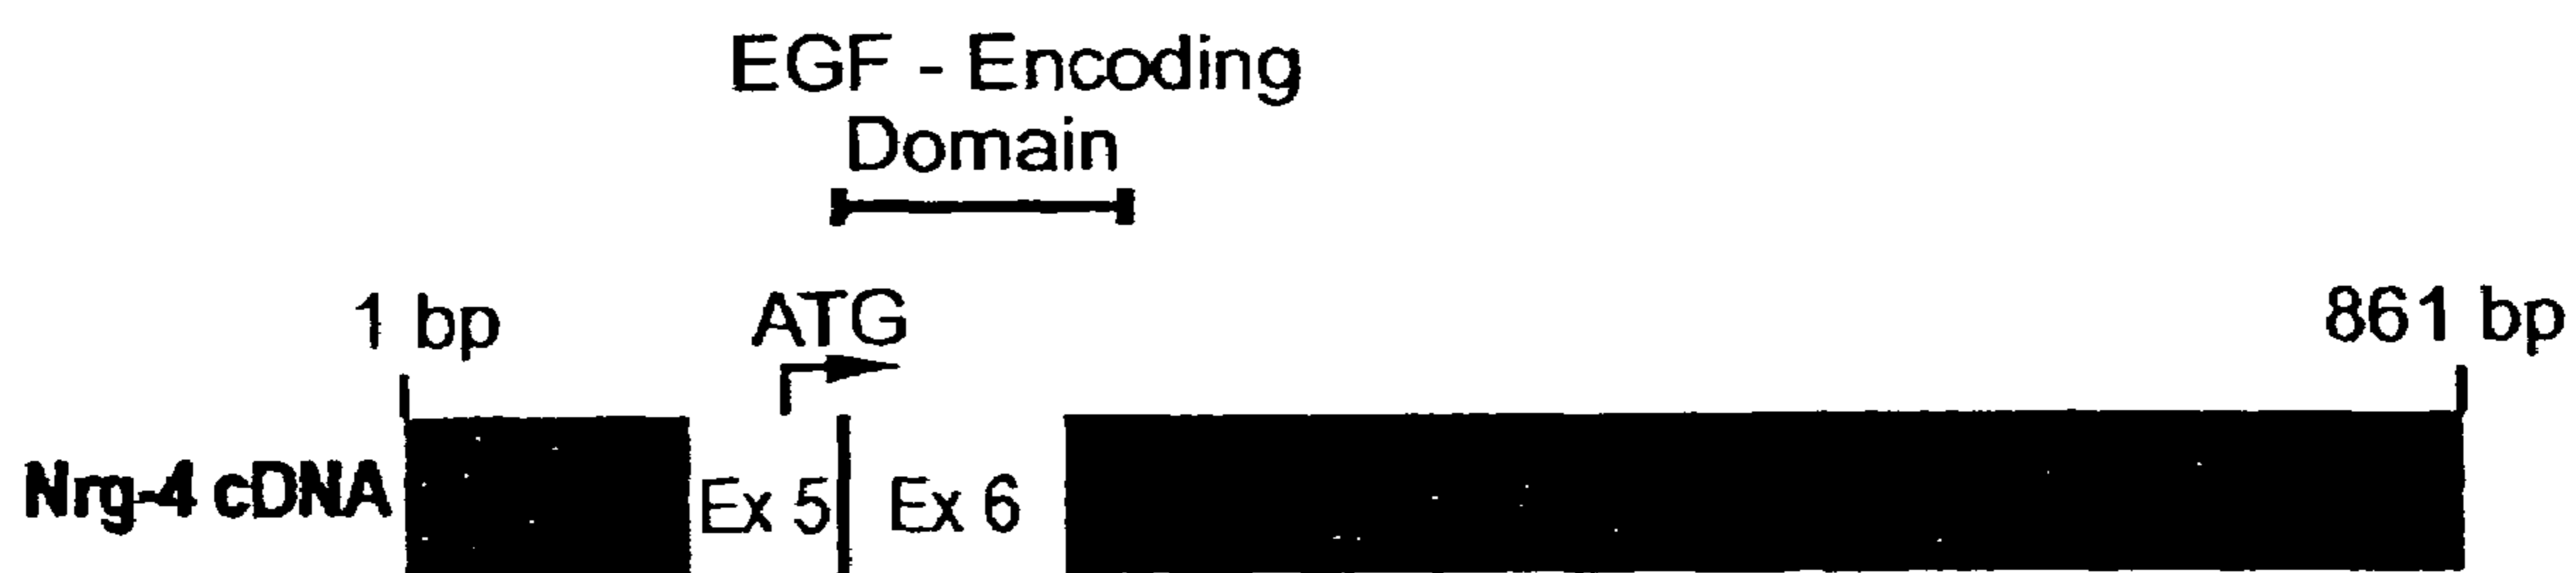 EGF - Encoding
Domain
1 bp
ATG
861 bp
Nrg-4 cDNA
Ex 5
Ex 6